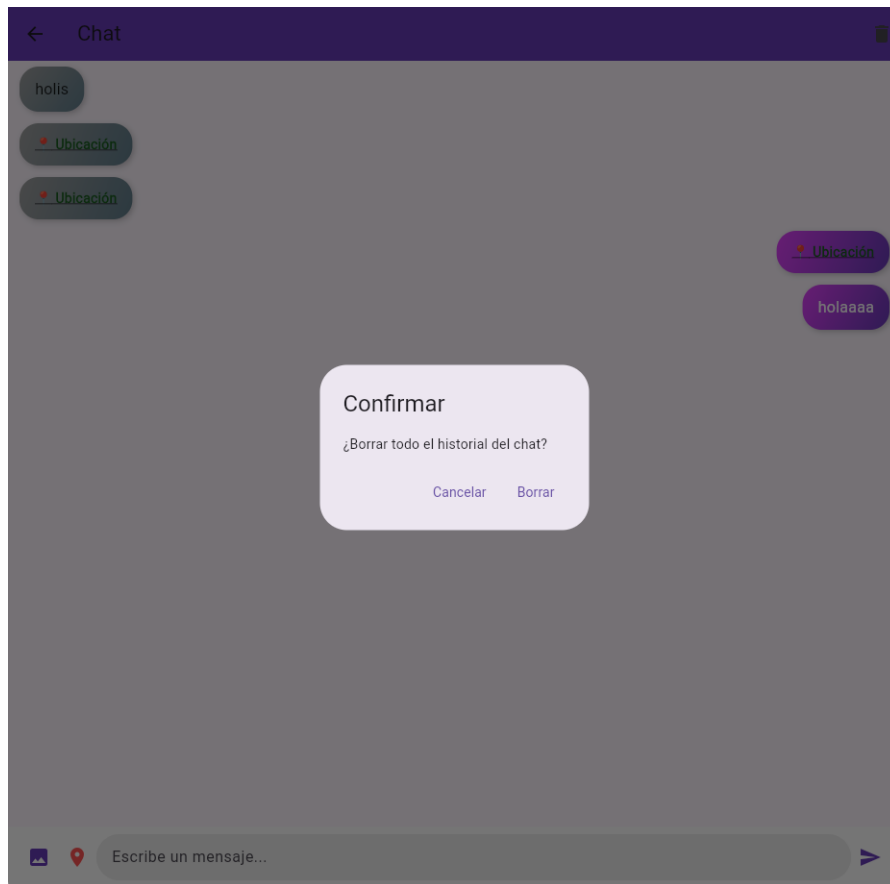 Chat
holis
Ubicación
Ubicación
Ubicación
holaaaa
Confirmar
¿Borrar todo el historial del chat?
Cancelar Borrar
Escribe un mensaje...